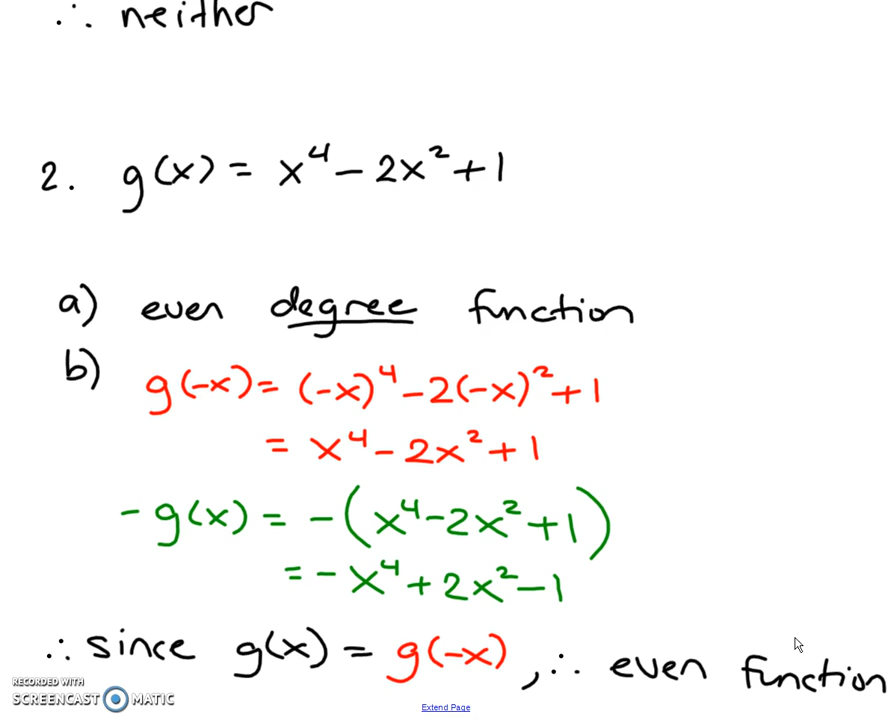 ∴ neither
2. g(x) = x⁴ - 2x² + 1
a) even degree function
b) g(-x) = (-x)⁴ - 2(-x)² + 1
= x⁴ - 2x² + 1
- g(x) = - (x⁴ - 2x² + 1)
= - x⁴ + 2x² - 1
∴ since g(x) = g(-x), ∴ even function
RECORDED WITH
SCREENCAST MATIC
Extend Page